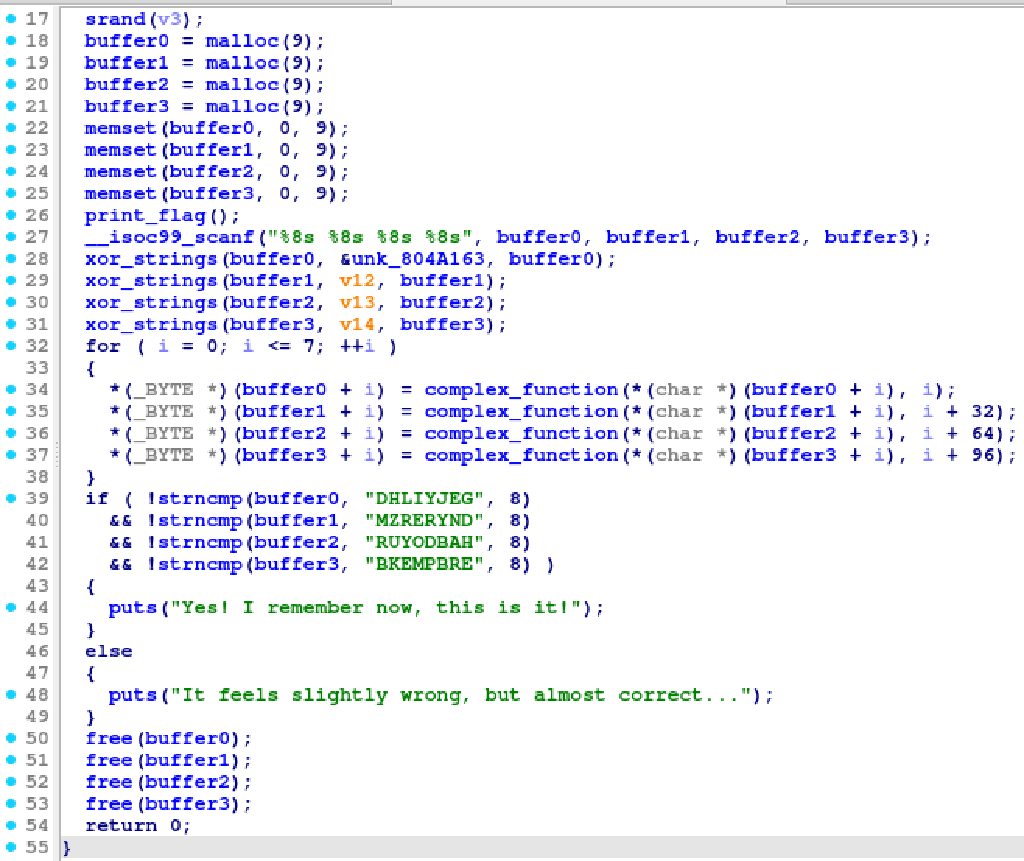 17 srand(v3);
18 buffer0 = malloc(9);
19 buffer1 = malloc(9);
20 buffer2 = malloc(9);
21 buffer3 = malloc(9);
22 memset(buffer0, 0, 9);
23 memset(buffer1, 0, 9);
24 memset(buffer2, 0, 9);
25 memset(buffer3, 0, 9);
26 print_flag();
27 __isoc99_scanf("%8s %8s %8s %8s", buffer0, buffer1, buffer2, buffer3);
28 xor_strings(buffer0, &unk_804A163, buffer0);
29 xor_strings(buffer1, v12, buffer1);
30 xor_strings(buffer2, v13, buffer2);
31 xor_strings(buffer3, v14, buffer3);
32 for ( i = 0; i <= 7; ++i )
33 {
34 *(_BYTE *)(buffer0 + i) = complex_function(*(char *)(buffer0 + i), i);
35 *(_BYTE *)(buffer1 + i) = complex_function(*(char *)(buffer1 + i), i + 32);
36 *(_BYTE *)(buffer2 + i) = complex_function(*(char *)(buffer2 + i), i + 64);
37 *(_BYTE *)(buffer3 + i) = complex_function(*(char *)(buffer3 + i), i + 96);
38 }
39 if ( !strncmp(buffer0, "DHLIYJEG", 8)
40 && !strncmp(buffer1, "MZRERYND", 8)
41 && !strncmp(buffer2, "RUYODBAH", 8)
42 && !strncmp(buffer3, "BKEMPBRE", 8) )
43 {
44 puts("Yes! I remember now, this is it!");
45 }
46 else
47 {
48 puts("It feels slightly wrong, but almost correct...");
49 }
50 free(buffer0);
51 free(buffer1);
52 free(buffer2);
53 free(buffer3);
54 return 0;
55 }